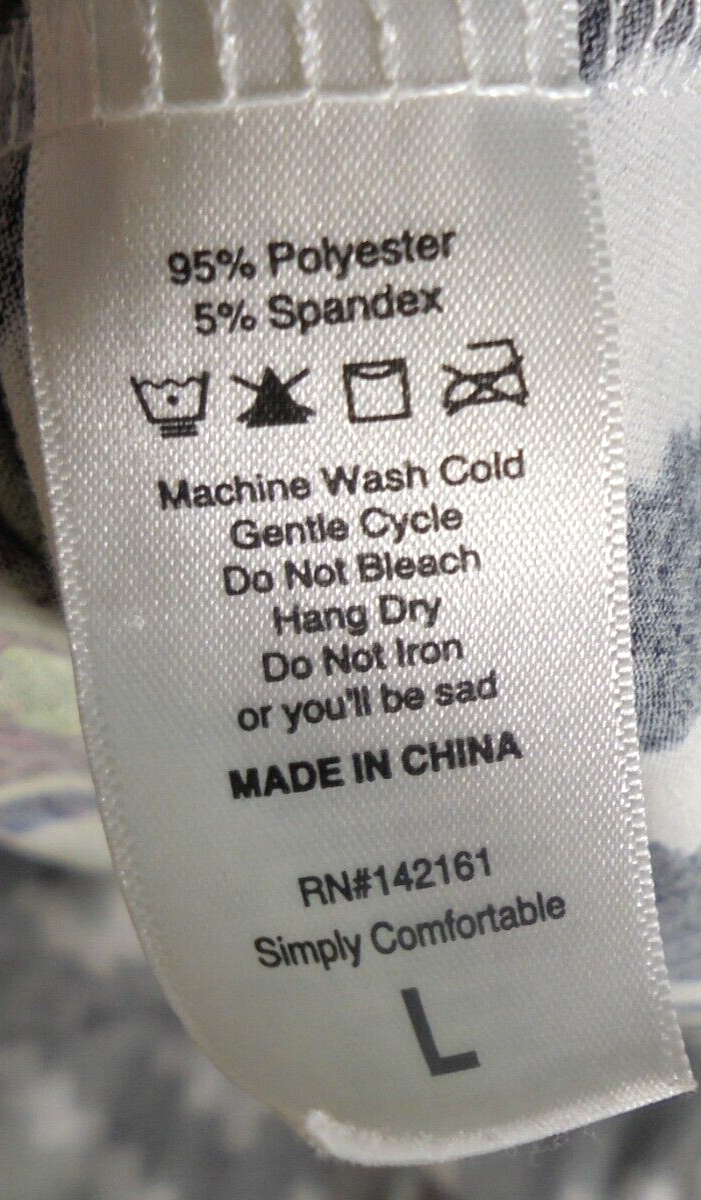 95% Polyester
5% Spandex
Machine Wash Cold
Gentle Cycle
Do Not Bleach
Hang Dry
Do Not Iron
or you'll be sad
MADE IN CHINA
RN#142161
Simply Comfortable
L